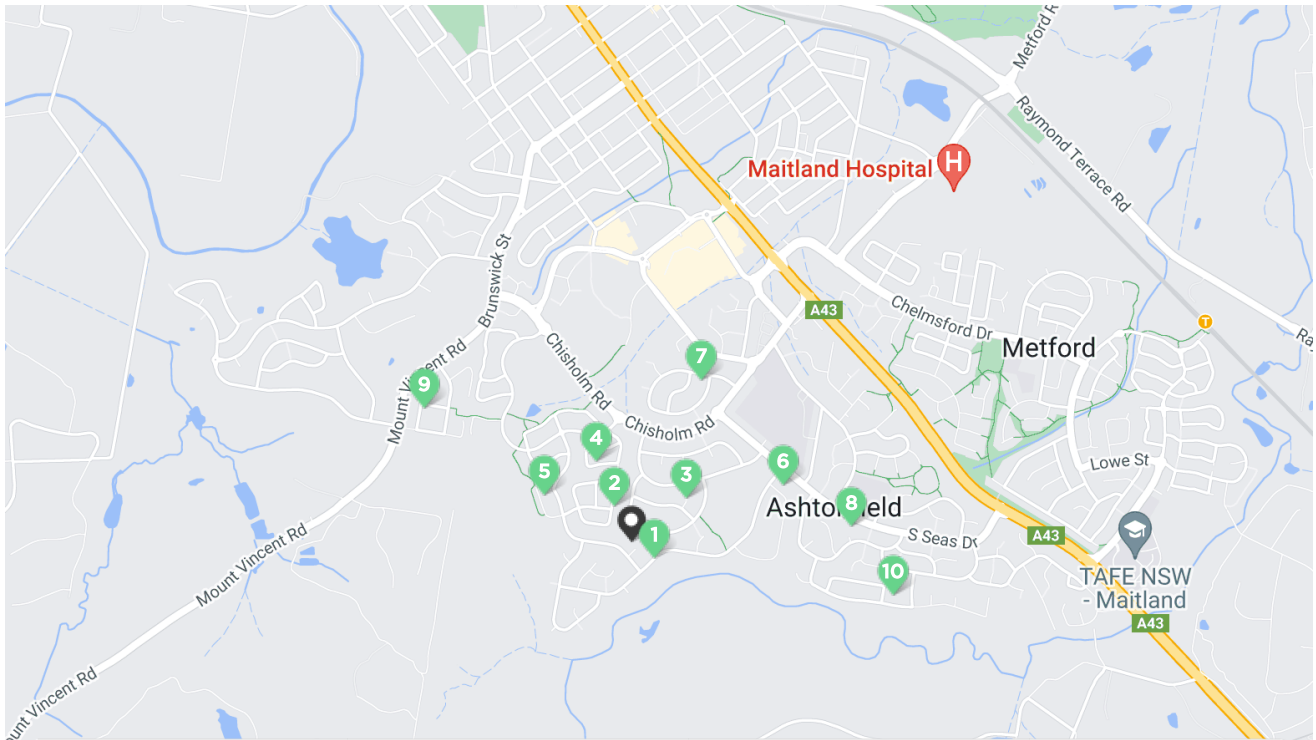 Metford R
Raymond Terrace Rd
Maitland Hospital
H
Brunswick St
A43
Chelmsford Dr
T
Ra
Metford
Mount Vincent Rd
Chisholm Rd
7
9
Chisholm Rd
4
5
2
3
6
Lowe St
Ashtonfield
8
1
S Seas Dr
A43
10
TAFE NSW
- Maitland
A43
Mount Vincent Rd
Mount Vincent Rd